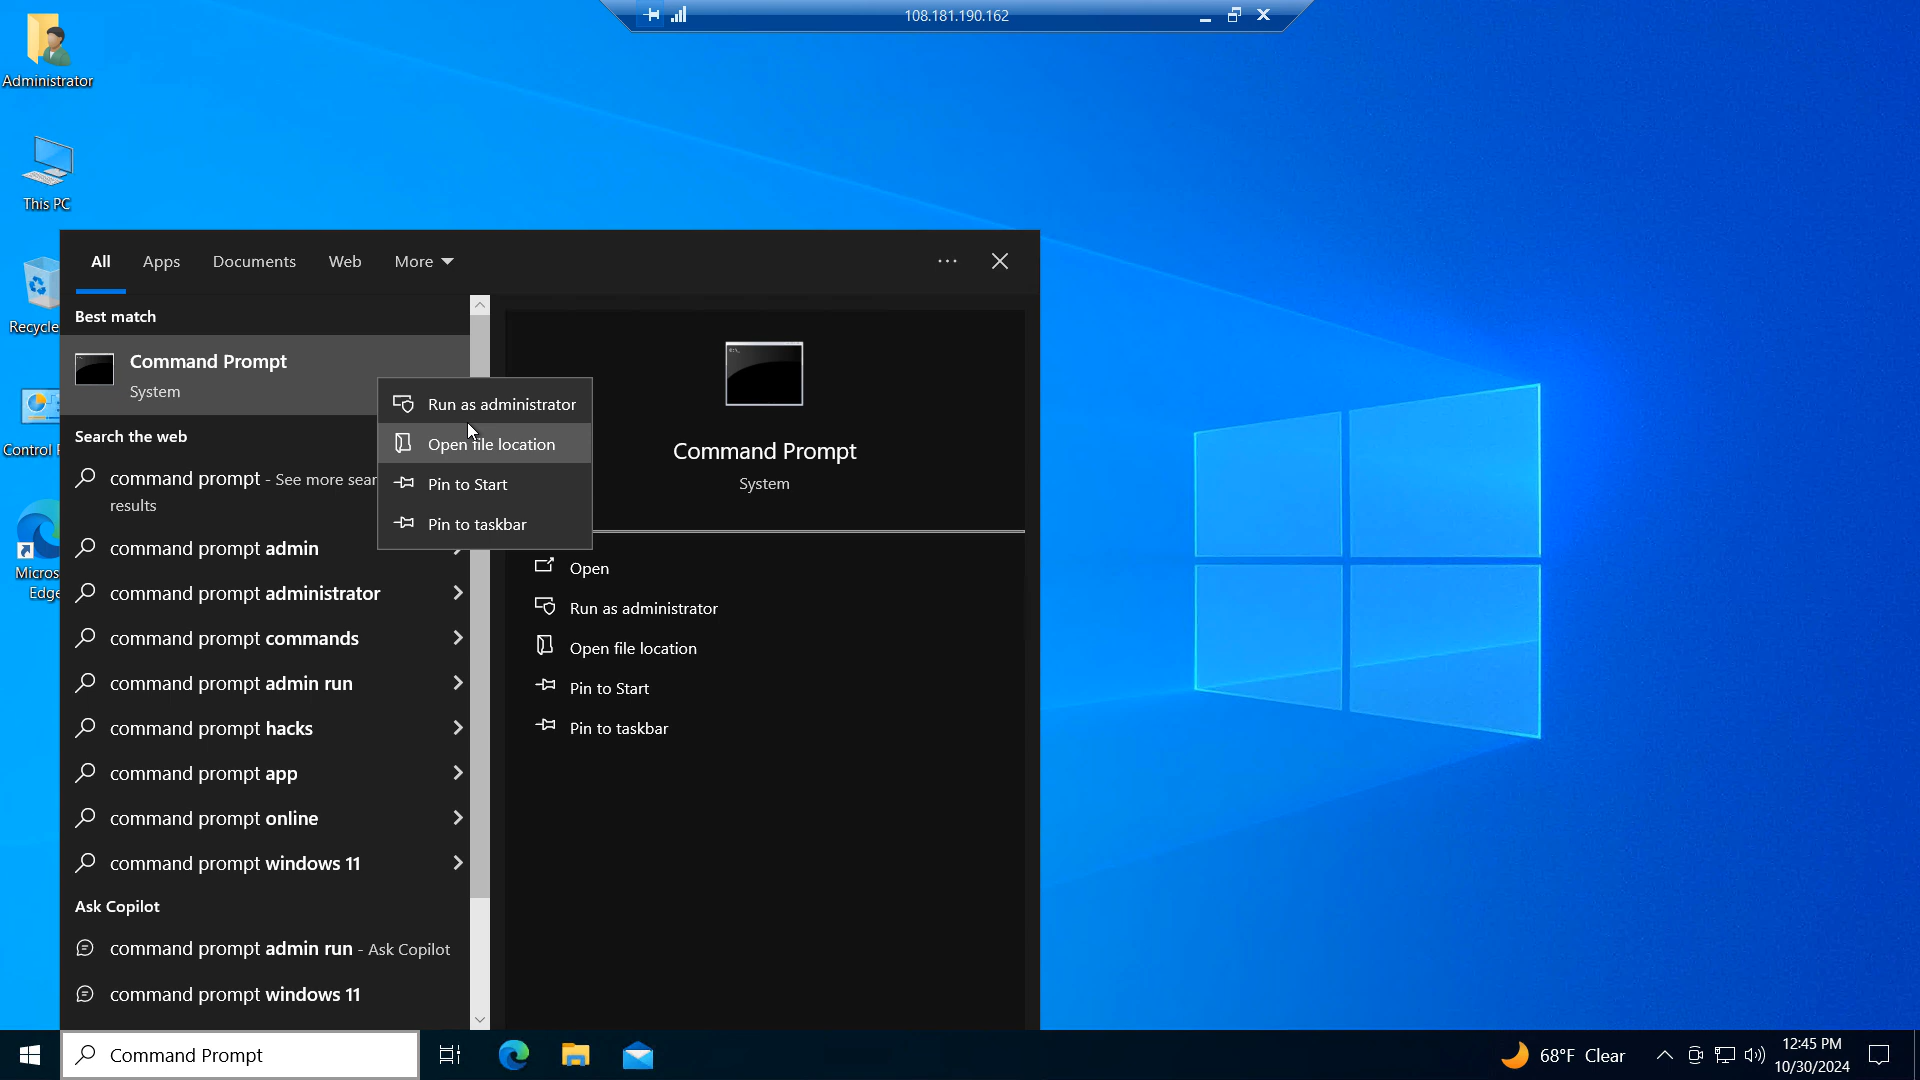 108.181.190.162
Administrator
This PC
Recycle
Control P
Micros
Edge
All Apps Documents Web More
Best match
Command Prompt
System
Search the web
command prompt - See more sear
results
command prompt admin
command prompt administrator
command prompt commands
command prompt admin run
command prompt hacks
command prompt app
command prompt online
command prompt windows 11
Ask Copilot
command prompt admin run - Ask Copilot
command prompt windows 11
Run as administrator
Open file location
Pin to Start
Pin to taskbar
Command Prompt
System
Open
Run as administrator
Open file location
Pin to Start
Pin to taskbar
Command Prompt
68°F Clear
12:45 PM
10/30/2024